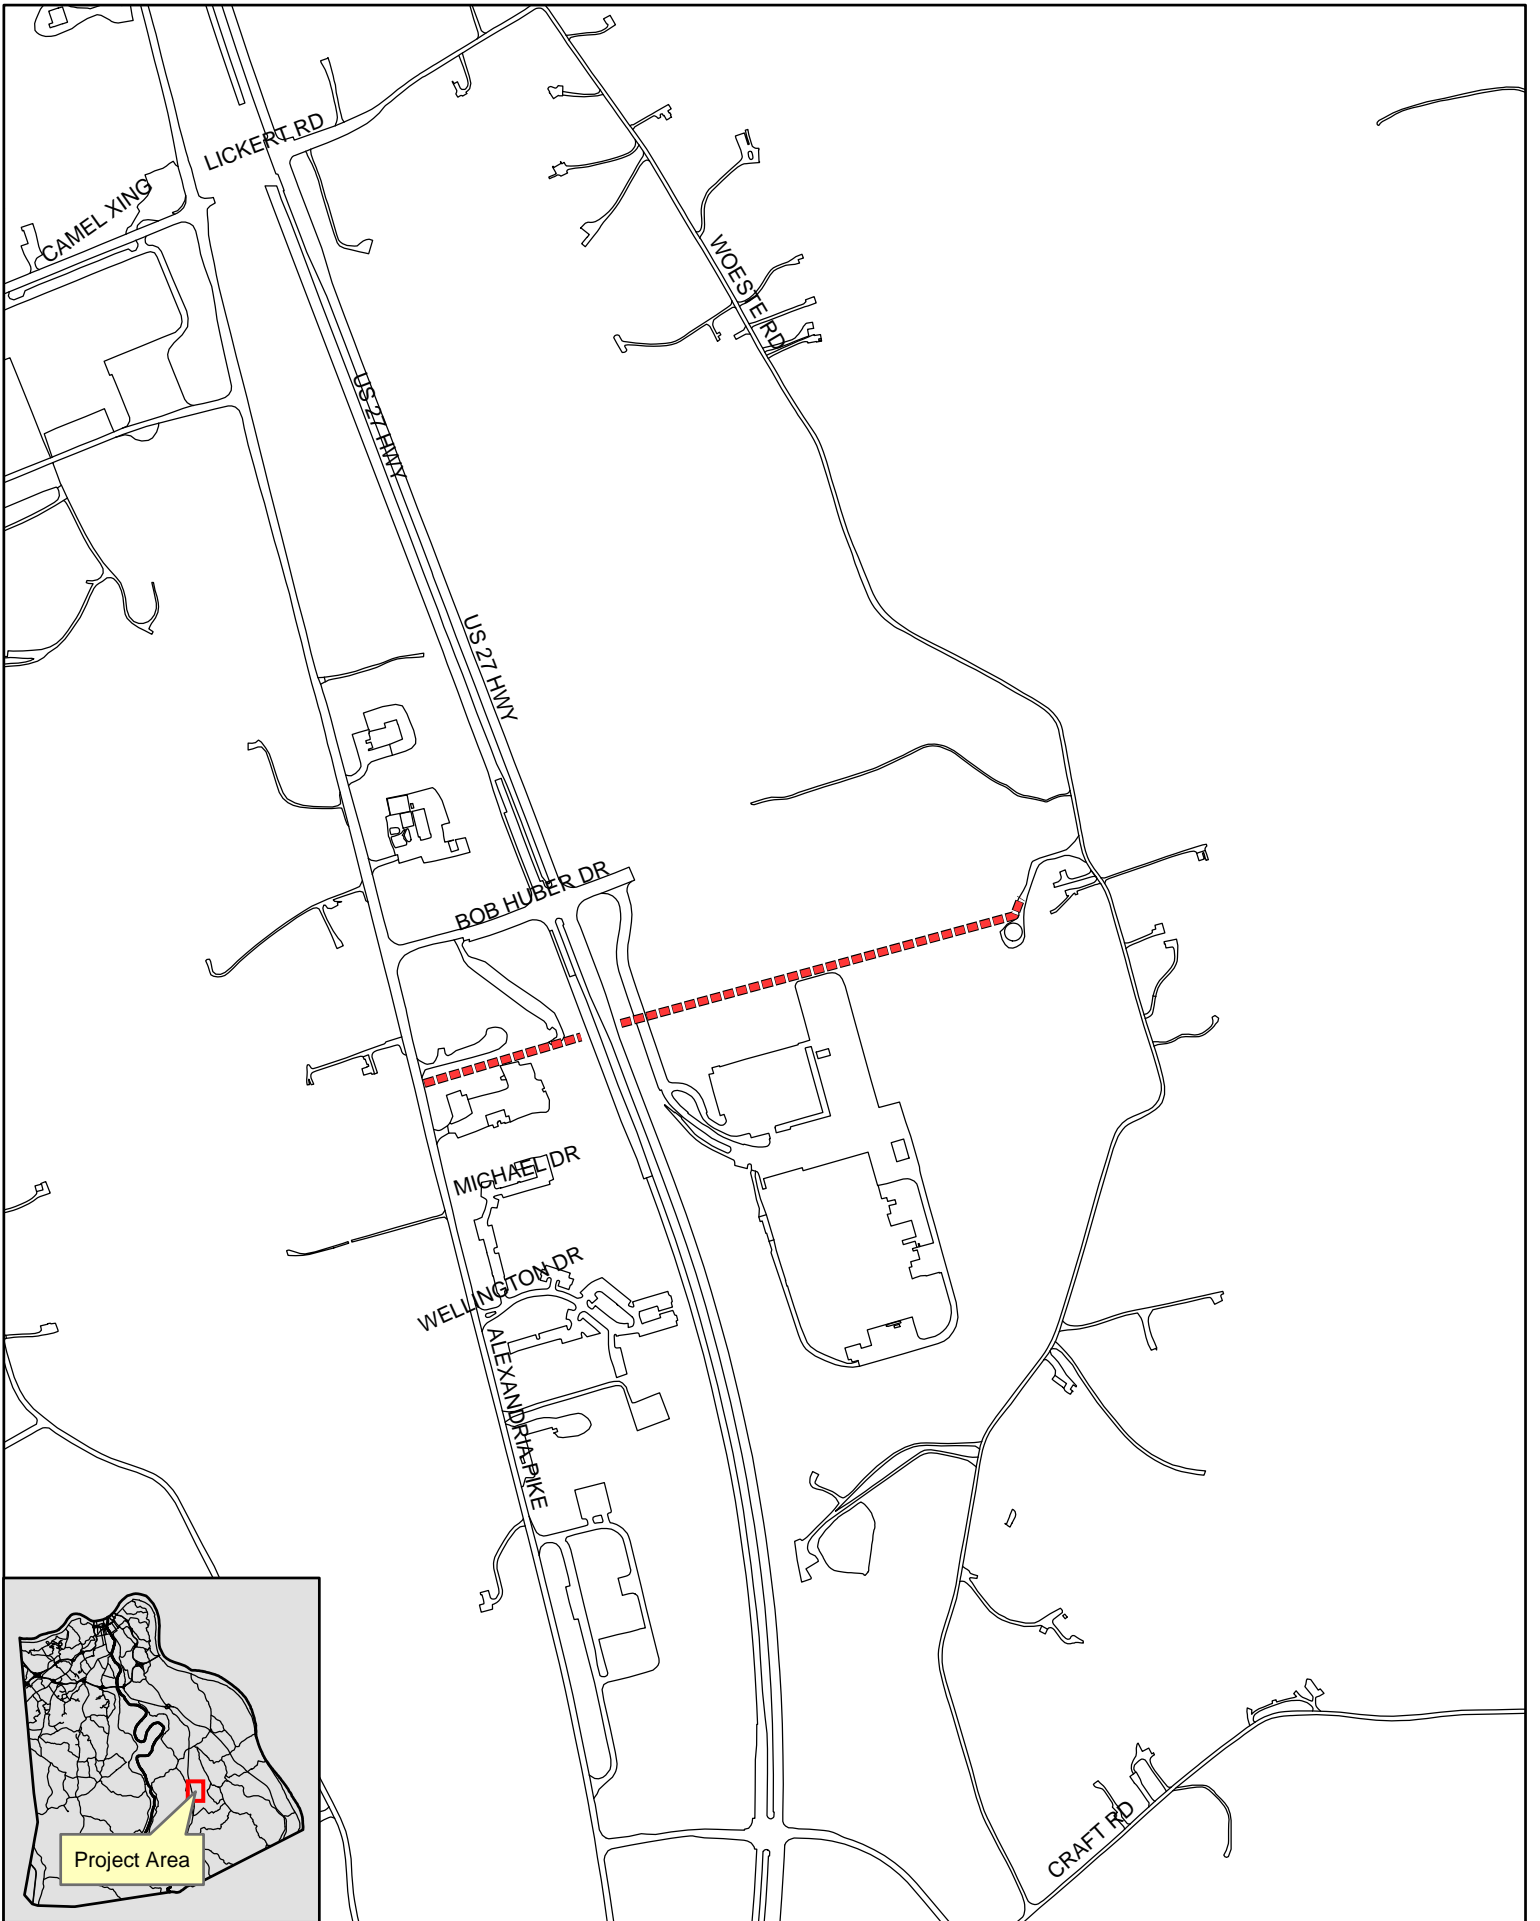 LICKERT RD
CAMEL XING
WOESTE RD
US 27 HWY
US 27 HWY
BOB HUBER DR
MICHAEL DR
WELLINGTON DR
ALEXANDRIA PIKE
CRAFT RD
Project Area